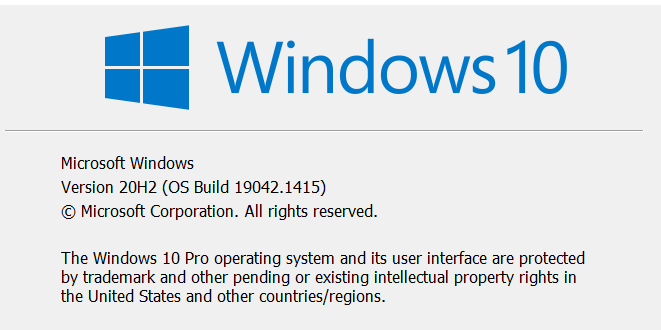 Windows 10
Microsoft Windows
Version 20H2 (OS Build 19042.1415)
© Microsoft Corporation. All rights reserved.
The Windows 10 Pro operating system and its user interface are protected
by trademark and other pending or existing intellectual property rights in
the United States and other countries/regions.